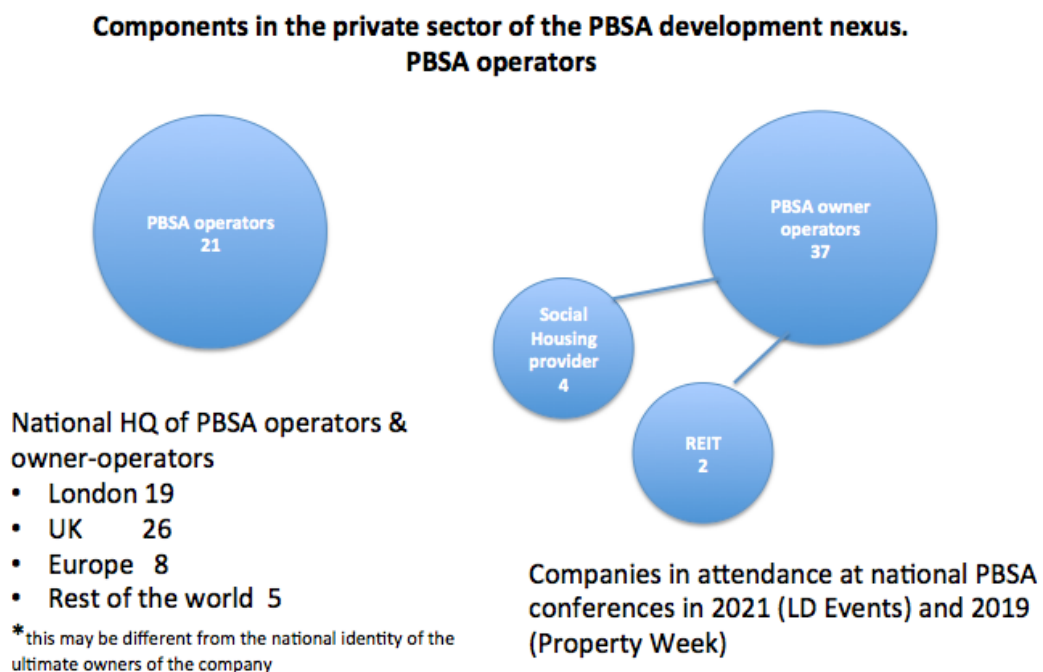 Components in the private sector of the PBSA development nexus.
PBSA operators
PBSA operators
21
PBSA owner
operators
37
Social
Housing
provider
4
REIT
2
National HQ of PBSA operators &
owner-operators
• London 19
• UK 26
• Europe 8
• Rest of the world 5
*this may be different from the national identity of the
ultimate owners of the company
Companies in attendance at national PBSA
conferences in 2021 (LD Events) and 2019
(Property Week)